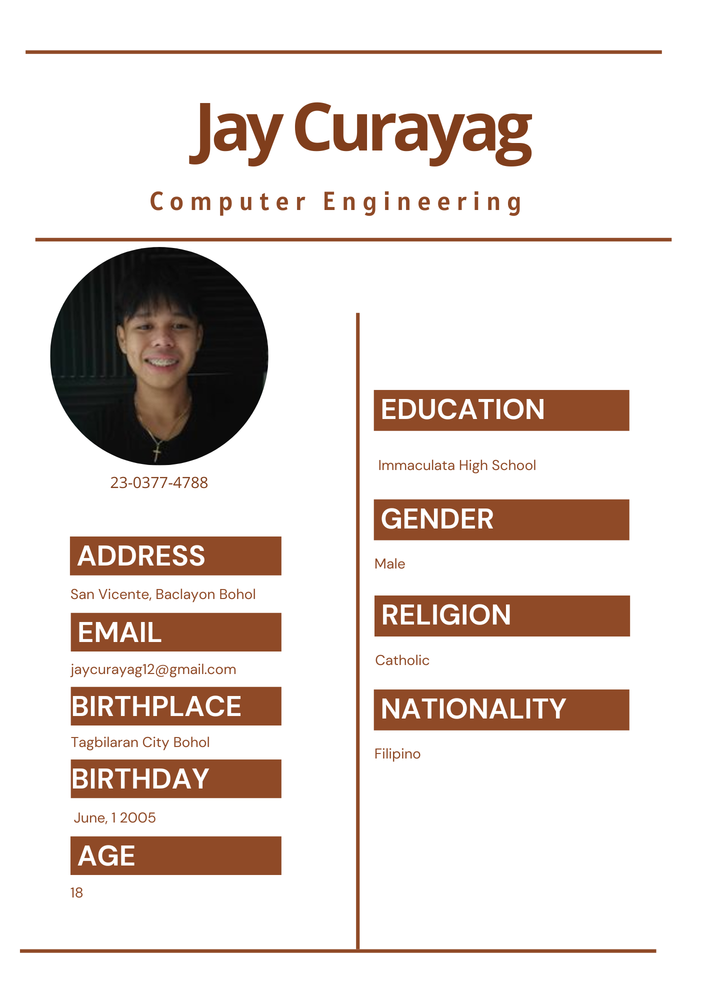 Jay Curayag
Computer Engineering
23-0377-4788
ADDRESS
San Vicente, Baclayon Bohol
EMAIL
jaycurayag12@gmail.com
BIRTHPLACE
Tagbilaran City Bohol
BIRTHDAY
June, 1 2005
AGE
18
EDUCATION
Immaculata High School
GENDER
Male
RELIGION
Catholic
NATIONALITY
Filipino